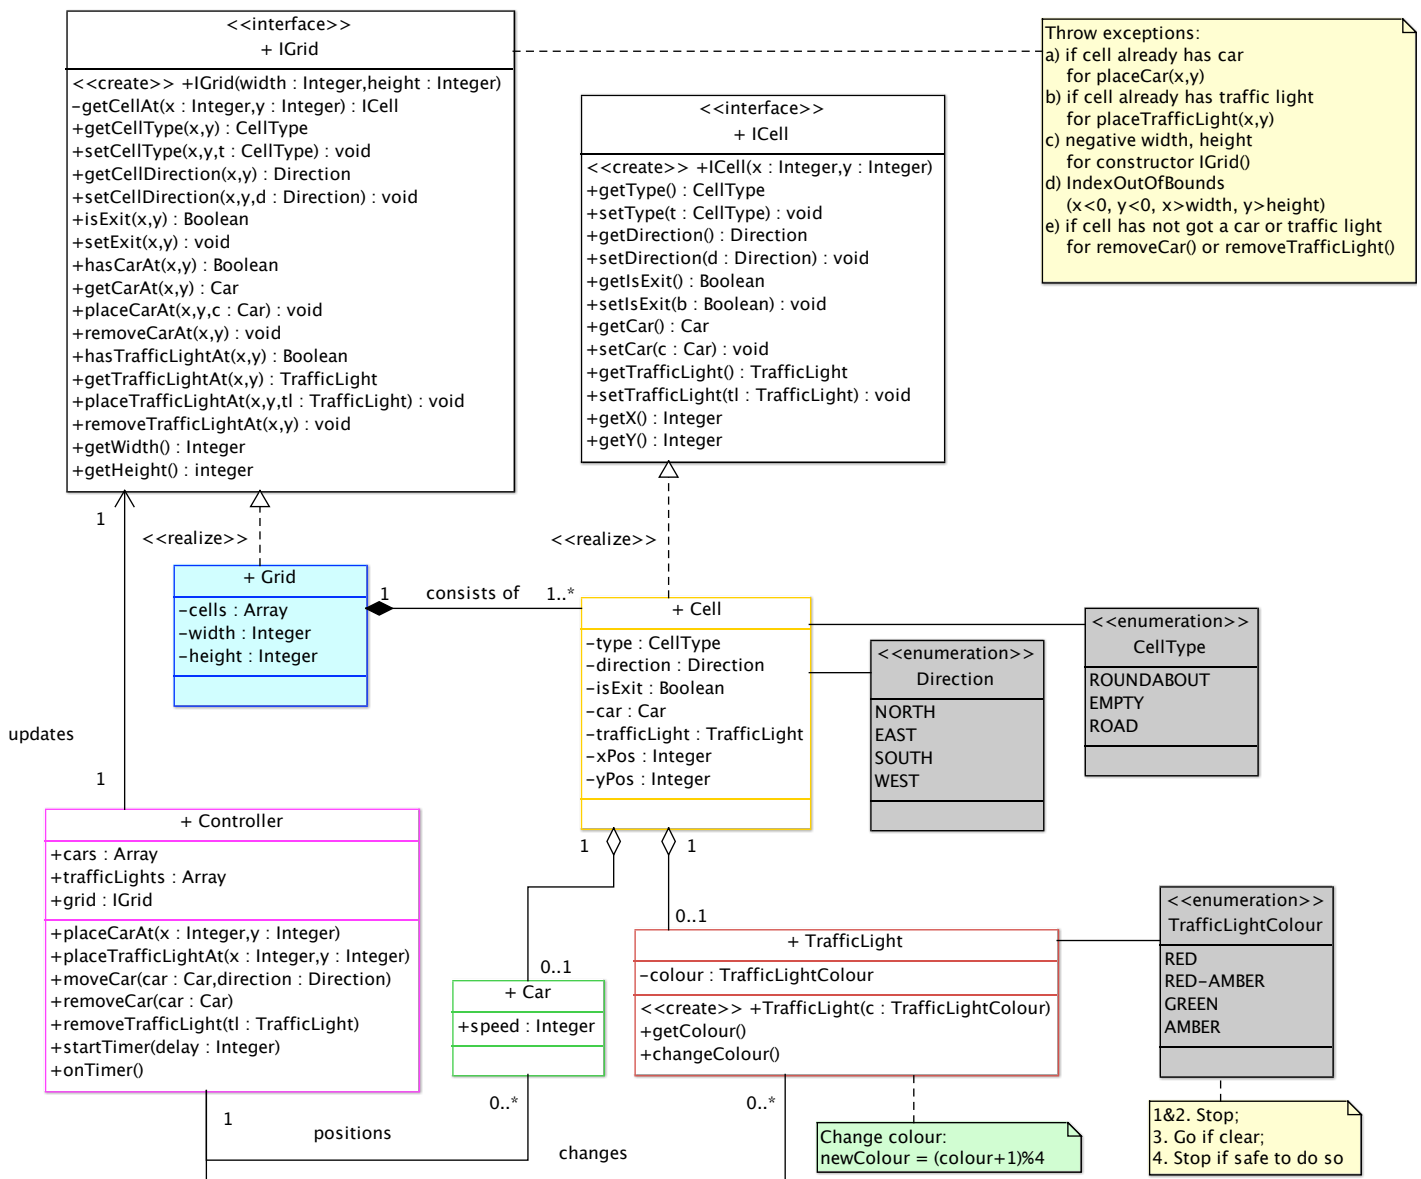 <<interface>>
+ IGrid
<<create>> +IGrid(width : Integer,height : Integer)
-getCellAt(x : Integer,y : Integer) : ICell
+getCellType(x,y) : CellType
+setCellType(x,y,t : CellType) : void
+getCellDirection(x,y) : Direction
+setCellDirection(x,y,d : Direction) : void
+isExit(x,y) : Boolean
+setExit(x,y) : void
+hasCarAt(x,y) : Boolean
+getCarAt(x,y) : Car
+placeCarAt(x,y,c : Car) : void
+removeCarAt(x,y) : void
+hasTrafficLightAt(x,y) : Boolean
+getTrafficLightAt(x,y) : TrafficLight
+placeTrafficLightAt(x,y,tl : TrafficLight) : void
+removeTrafficLightAt(x,y) : void
+getWidth() : Integer
+getHeight() : integer
<<interface>>
+ ICell
<<create>> +ICell(x : Integer,y : Integer)
+getType() : CellType
+setType(t : CellType) : void
+getDirection() : Direction
+setDirection(d : Direction) : void
+getIsExit() : Boolean
+setIsExit(b : Boolean) : void
+getCar() : Car
+setCar(c : Car) : void
+getTrafficLight() : TrafficLight
+setTrafficLight(tl : TrafficLight) : void
+getX() : Integer
+getY() : Integer
Throw exceptions:
a) if cell already has car
for placeCar(x,y)
b) if cell already has traffic light
for placeTrafficLight(x,y)
c) negative width, height
for constructor IGrid()
d) IndexOutOfBounds
(x<0, y<0, x>width, y>height)
e) if cell has not got a car or traffic light
for removeCar() or removeTrafficLight()
1
<<realize>>
<<realize>>
+ Grid
-cells : Array
-width : Integer
-height : Integer
1
consists of
1..*
+ Cell
-type : CellType
-direction : Direction
-isExit : Boolean
-car : Car
-trafficLight : TrafficLight
-xPos : Integer
-yPos : Integer
<<enumeration>>
Direction
NORTH
EAST
SOUTH
WEST
<<enumeration>>
CellType
ROUNDABOUT
EMPTY
ROAD
updates
1
+ Controller
+cars : Array
+trafficLights : Array
+grid : IGrid
+placeCarAt(x : Integer,y : Integer)
+placeTrafficLightAt(x : Integer,y : Integer)
+moveCar(car : Car,direction : Direction)
+removeCar(car : Car)
+removeTrafficLight(tl : TrafficLight)
+startTimer(delay : Integer)
+onTimer()
1
1
0..1
0..1
+ Car
+speed : Integer
+ TrafficLight
-colour : TrafficLightColour
<<create>> +TrafficLight(c : TrafficLightColour)
+getColour()
+changeColour()
<<enumeration>>
TrafficLightColour
RED
RED-AMBER
GREEN
AMBER
1
positions
0..*
changes
0..*
Change colour:
newColour = (colour+1)%4
1&2. Stop;
3. Go if clear;
4. Stop if safe to do so